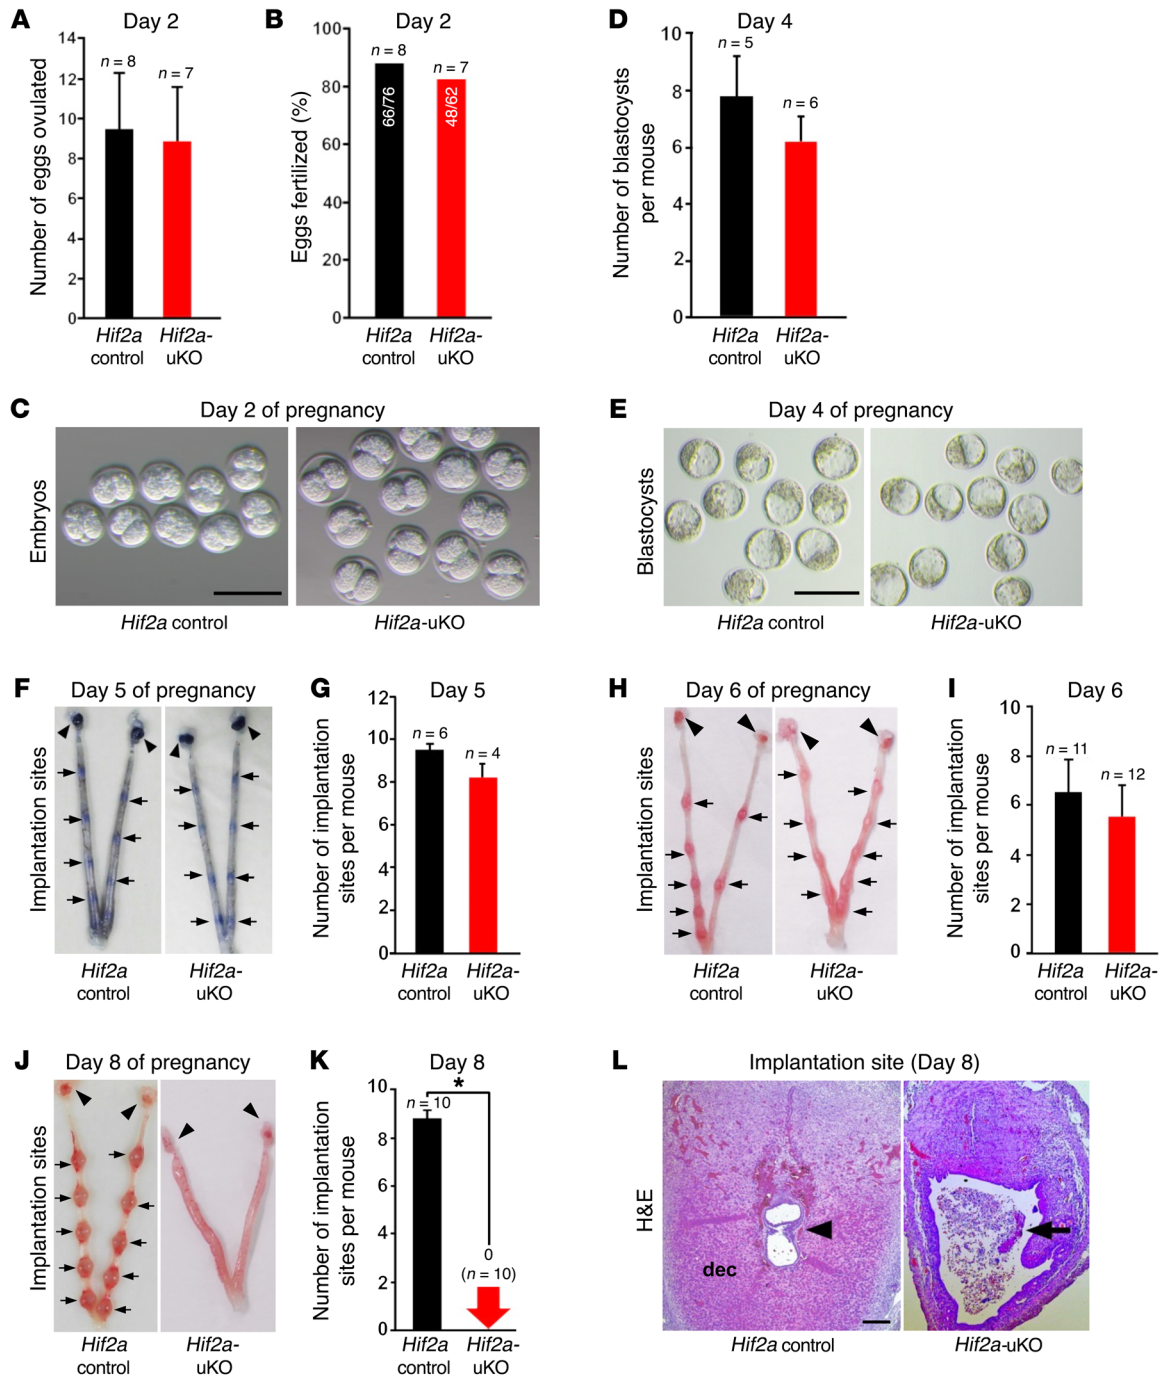 A
Day 2
Number of eggs ovulated
14
12
10
8
6
4
2
0
n = 8
n = 7
Hif2a
control
Hif2a-
uKO
B
Day 2
Eggs fertilized (%)
100
80
60
40
20
0
n = 8
n = 7
66/76
48/62
Hif2a
control
Hif2a-
uKO
D
Day 4
Number of blastocysts
per mouse
10
8
6
4
2
0
n = 5
n = 6
Hif2a
control
Hif2a-
uKO
C
Day 2 of pregnancy
Embryos
Hif2a control
Hif2a-uKO
E
Day 4 of pregnancy
Blastocysts
Hif2a control
Hif2a-uKO
F
Day 5 of pregnancy
Implantation sites
Hif2a
control
Hif2a-
uKO
G
Day 5
Number of implantation
sites per mouse
12
10
8
6
4
2
0
n = 6
n = 4
Hif2a
control
Hif2a-
uKO
H
Day 6 of pregnancy
Implantation sites
Hif2a
control
Hif2a-
uKO
I
Day 6
Number of implantation
sites per mouse
10
8
6
4
2
0
n = 11
n = 12
Hif2a
control
Hif2a-
uKO
J
Day 8 of pregnancy
Implantation sites
Hif2a
control
Hif2a-
uKO
K
Day 8
Number of implantation
sites per mouse
10
8
6
4
2
0
*
n = 10
0
(n = 10)
Hif2a
control
Hif2a-
uKO
L
Implantation site (Day 8)
H&E
dec
Hif2a control
Hif2a-uKO